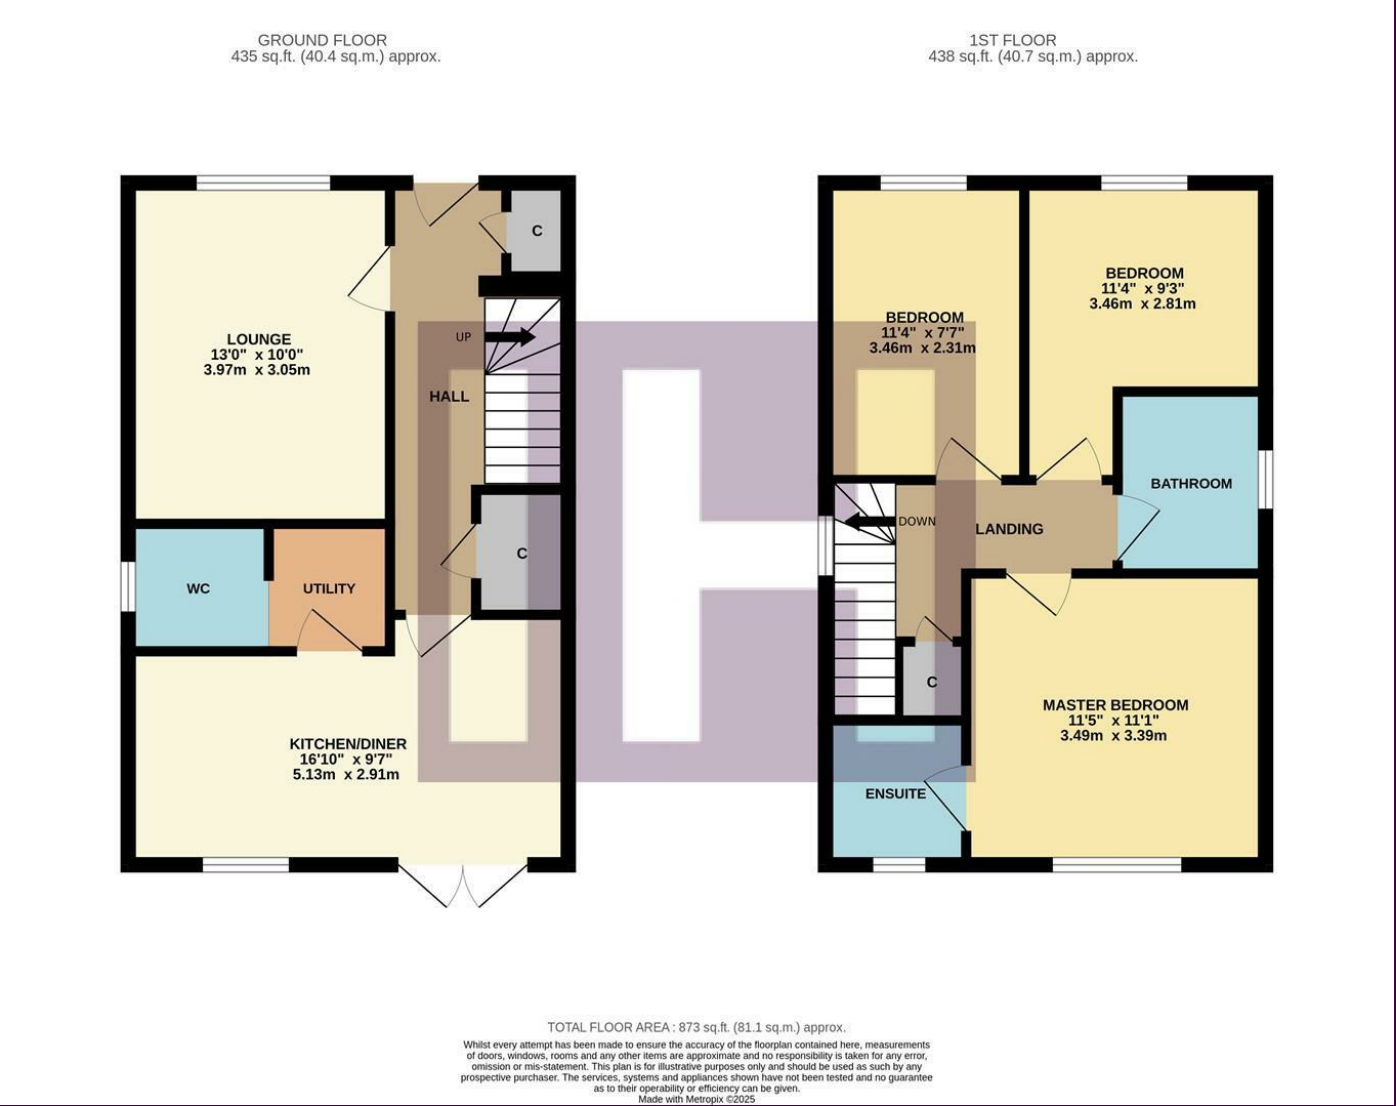 GROUND FLOOR
435 sq.ft. (40.4 sq.m.) approx.
1ST FLOOR
438 sq.ft. (40.7 sq.m.) approx.
C
LOUNGE
13'0" x 10'0"
3.97m x 3.05m
UP
HALL
C
WC
UTILITY
KITCHEN/DINER
16'10" x 9'7"
5.13m x 2.91m
BEDROOM
11'4" x 7'7"
3.46m x 2.31m
BEDROOM
11'4" x 9'3"
3.46m x 2.81m
BATHROOM
DOWN
LANDING
C
MASTER BEDROOM
11'5" x 11'1"
3.49m x 3.39m
ENSUITE
TOTAL FLOOR AREA : 873 sq.ft. (81.1 sq.m.) approx.
Whilst every attempt has been made to ensure the accuracy of the floorplan contained here, measurements
of doors, windows, rooms and any other items are approximate and no responsibility is taken for any error,
omission or mis-statement. This plan is for illustrative purposes only and should be used as such by any
prospective purchaser. The services, systems and appliances shown have not been tested and no guarantee
as to their operability or efficiency can be given.
Made with Metropix ©2025